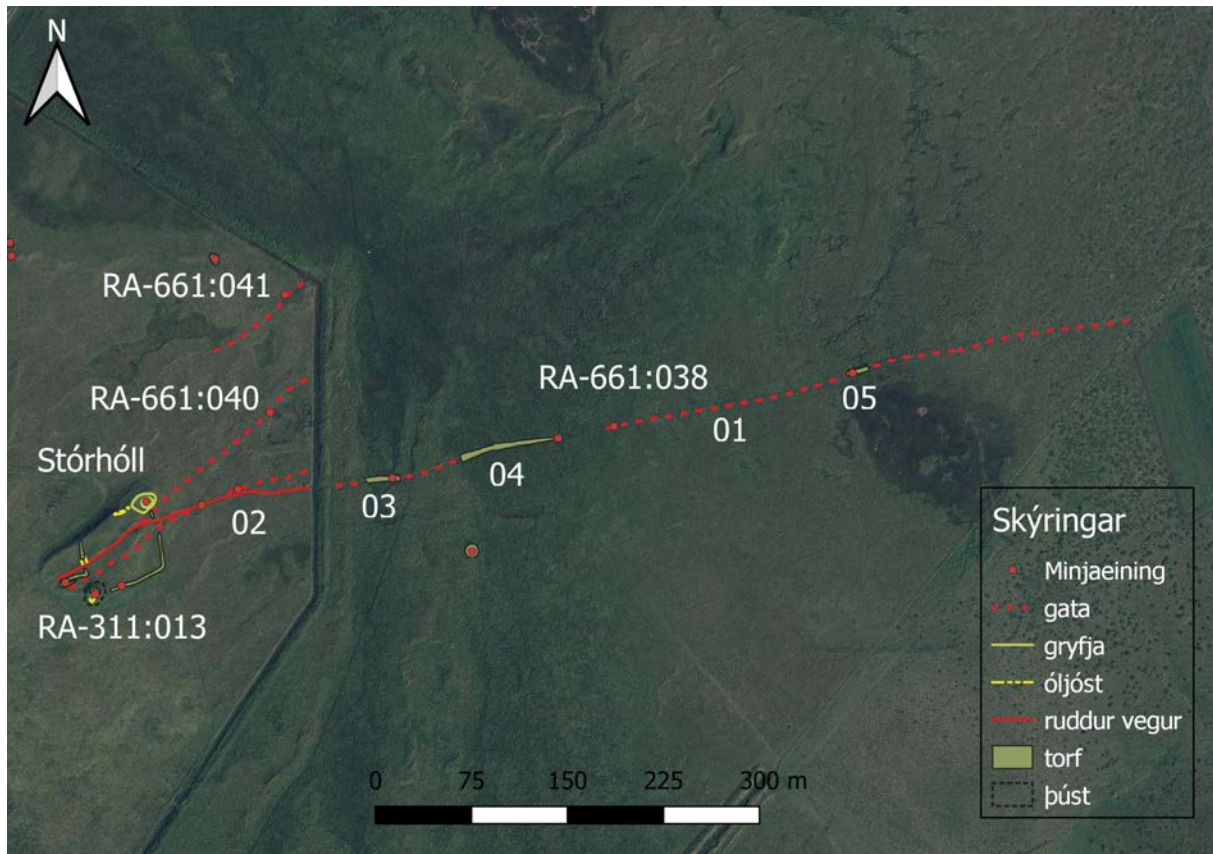 N
RA-661:041
RA-661:038
RA-661:040
01
05
Stórhóll
04
03
02
RA-311:013
Skýringar
Minjaeining
gata
gryfja
óljóst
ruddur vegur
torf
þúst
0 75 150 225 300 m